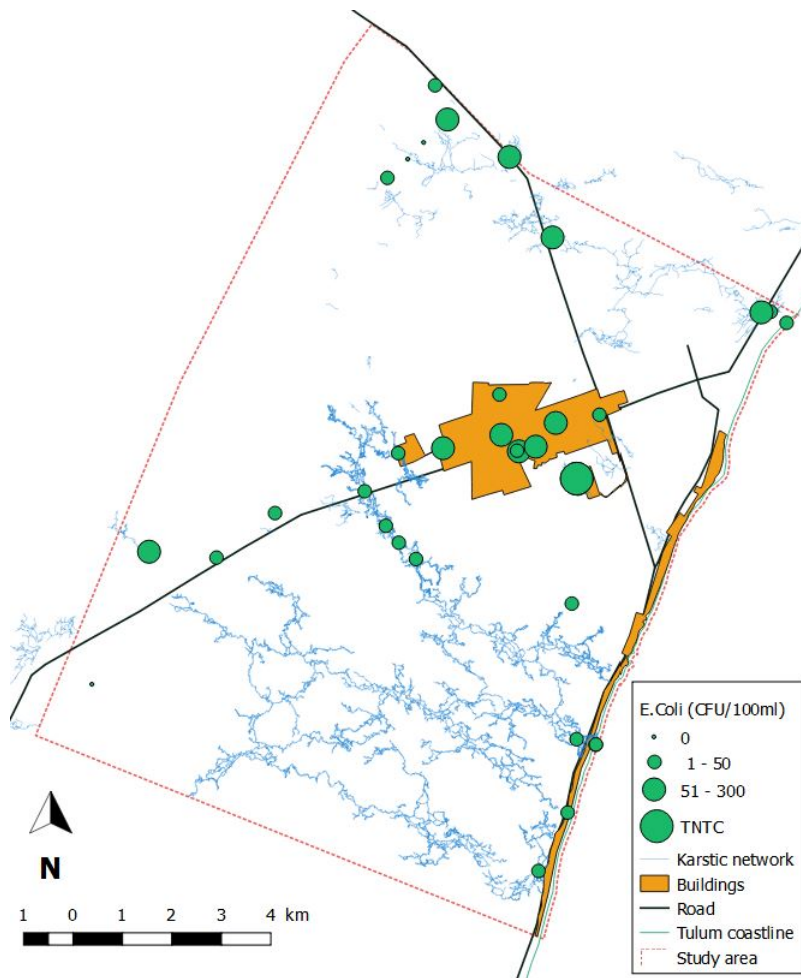 E.Coli (CFU/100ml)
0
1 - 50
51 - 300
TNTC
Karstic network
Buildings
Road
Tulum coastline
Study area
N
1 0 1 2 3 4 km